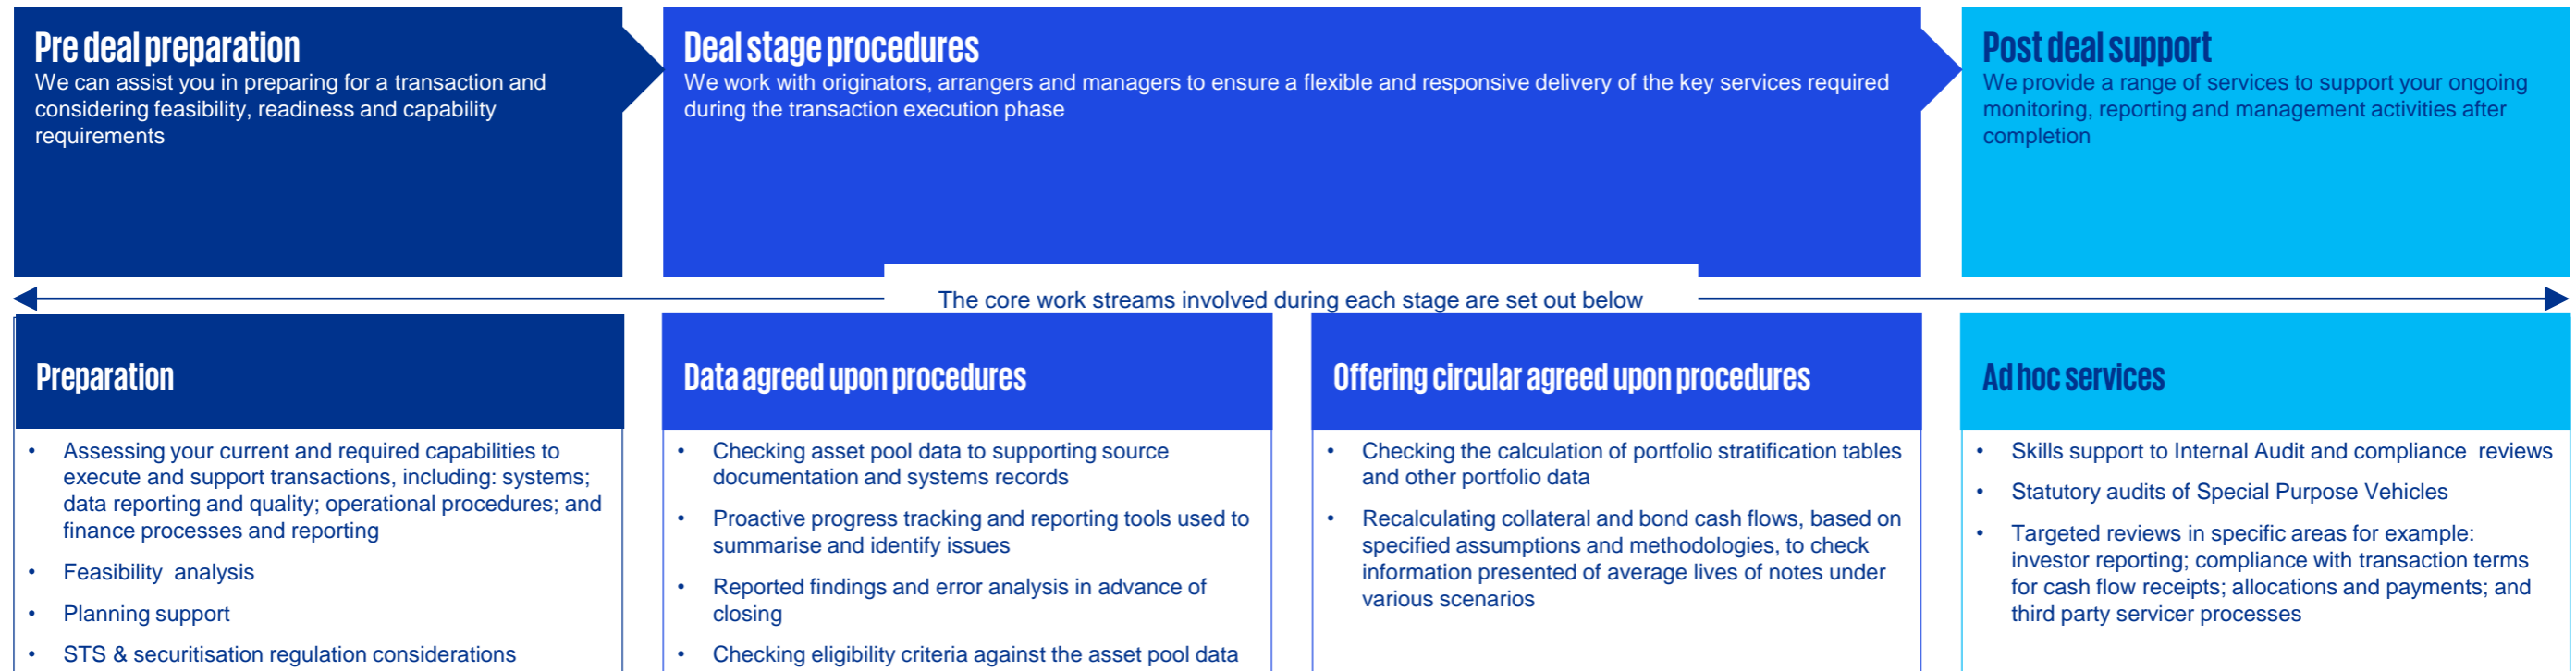 Pre deal preparation
We can assist you in preparing for a transaction and
considering feasibility, readiness and capability
requirements
Deal stage procedures
We work with originators, arrangers and managers to ensure a flexible and responsive delivery of the key services required
during the transaction execution phase
Post deal support
We provide a range of services to support your ongoing
monitoring, reporting and management activities after
completion
The core work streams involved during each stage are set out below
Preparation
• Assessing your current and required capabilities to
execute and support transactions, including: systems;
data reporting and quality; operational procedures; and
finance processes and reporting
• Feasibility analysis
• Planning support
• STS & securitisation regulation considerations
Data agreed upon procedures
• Checking asset pool data to supporting source
documentation and systems records
• Proactive progress tracking and reporting tools used to
summarise and identify issues
• Reported findings and error analysis in advance of
closing
• Checking eligibility criteria against the asset pool data
Offering circular agreed upon procedures
• Checking the calculation of portfolio stratification tables
and other portfolio data
• Recalculating collateral and bond cash flows, based on
specified assumptions and methodologies, to check
information presented of average lives of notes under
various scenarios
Ad hoc services
• Skills support to Internal Audit and compliance reviews
• Statutory audits of Special Purpose Vehicles
• Targeted reviews in specific areas for example:
investor reporting; compliance with transaction terms
for cash flow receipts; allocations and payments; and
third party servicer processes